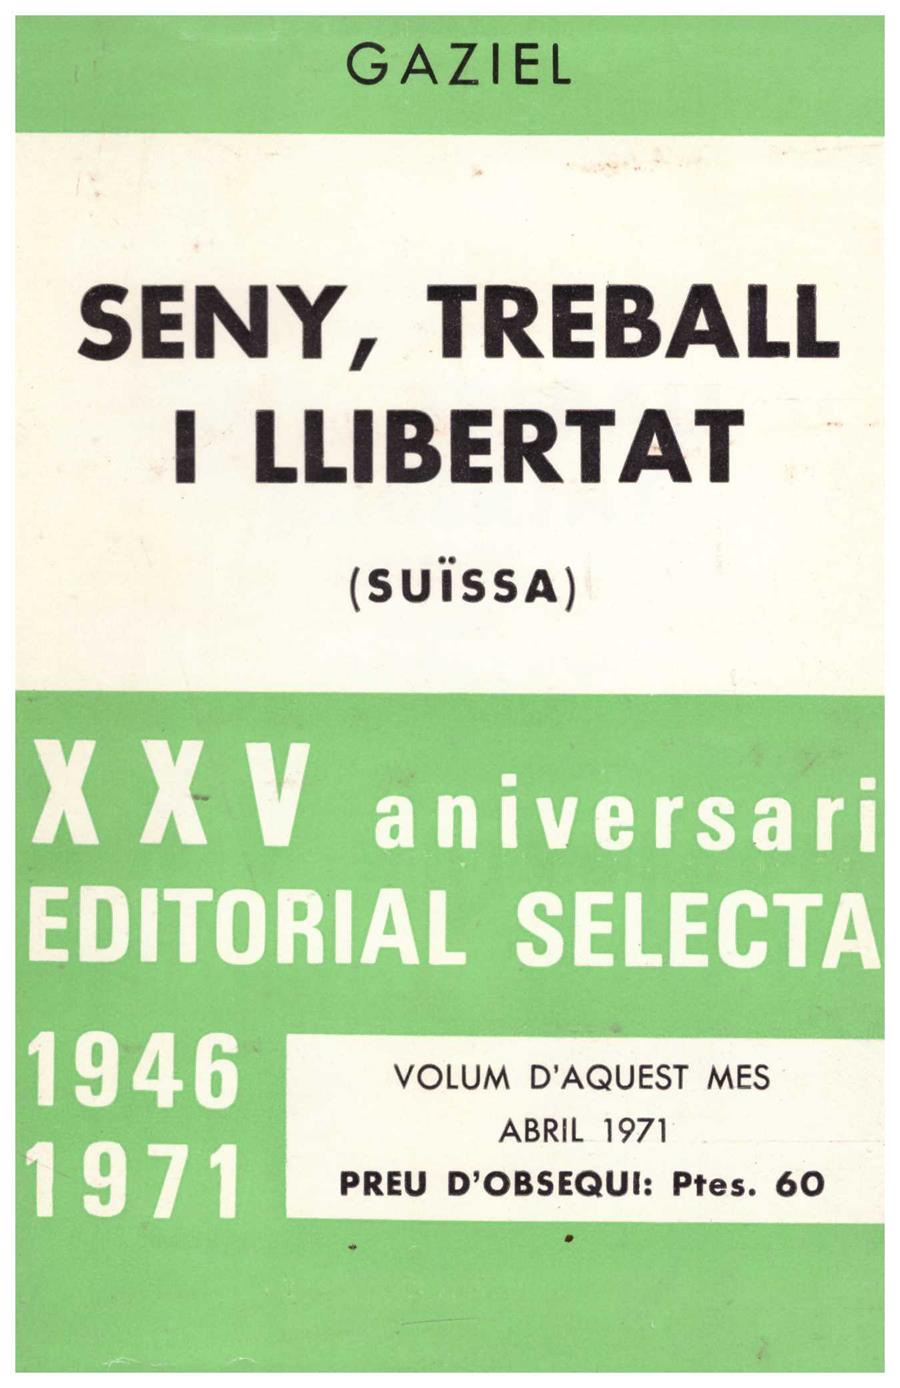 GAZIEL
SENY, TREBALL
I LLIBERTAT
(SUÏSSA)
XXV aniversari
EDITORIAL SELECTA
1946
1971
VOLUM D'AQUEST MES
ABRIL 1971
PREU D'OBSEQUI: Ptes. 60